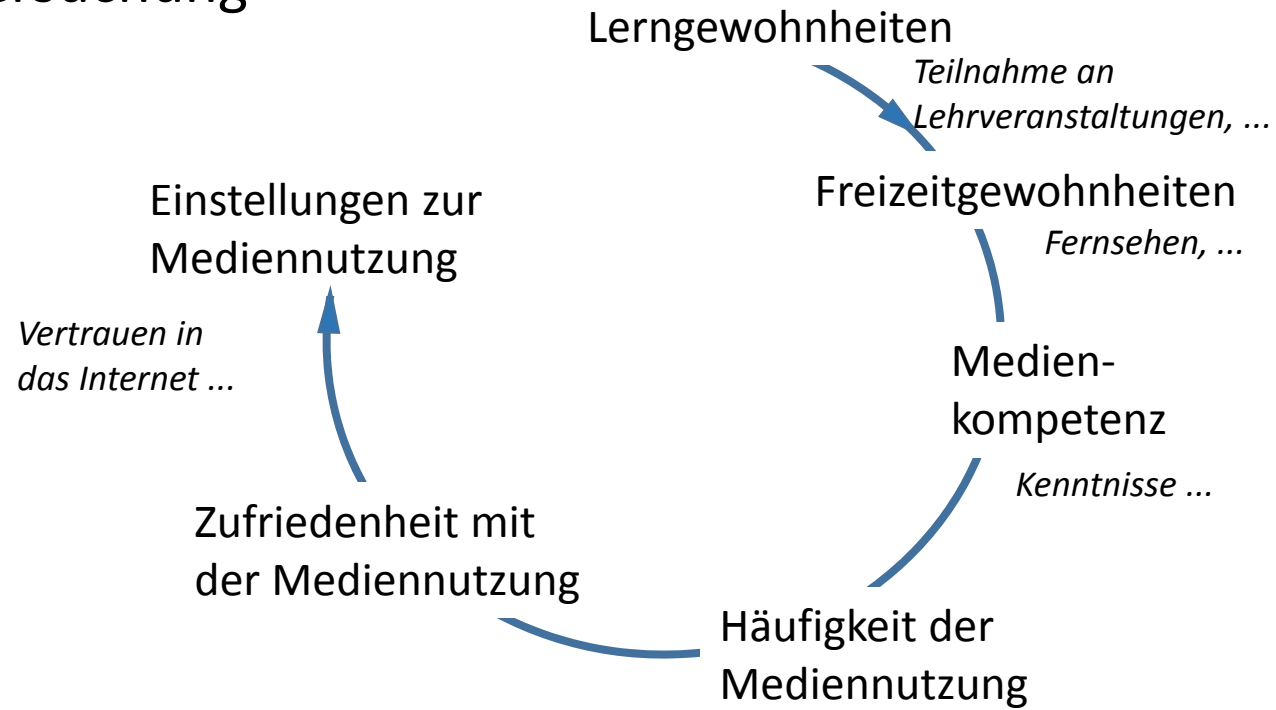 Lerngewohnheiten
Teilnahme an
Lehrveranstaltungen, ...
Freizeitgewohnheiten
Fernsehen, ...
Medien-
kompetenz
Kenntnisse ...
Häufigkeit der
Mediennutzung
Zufriedenheit mit
der Mediennutzung
Einstellungen zur
Mediennutzung
Vertrauen in
das Internet ...